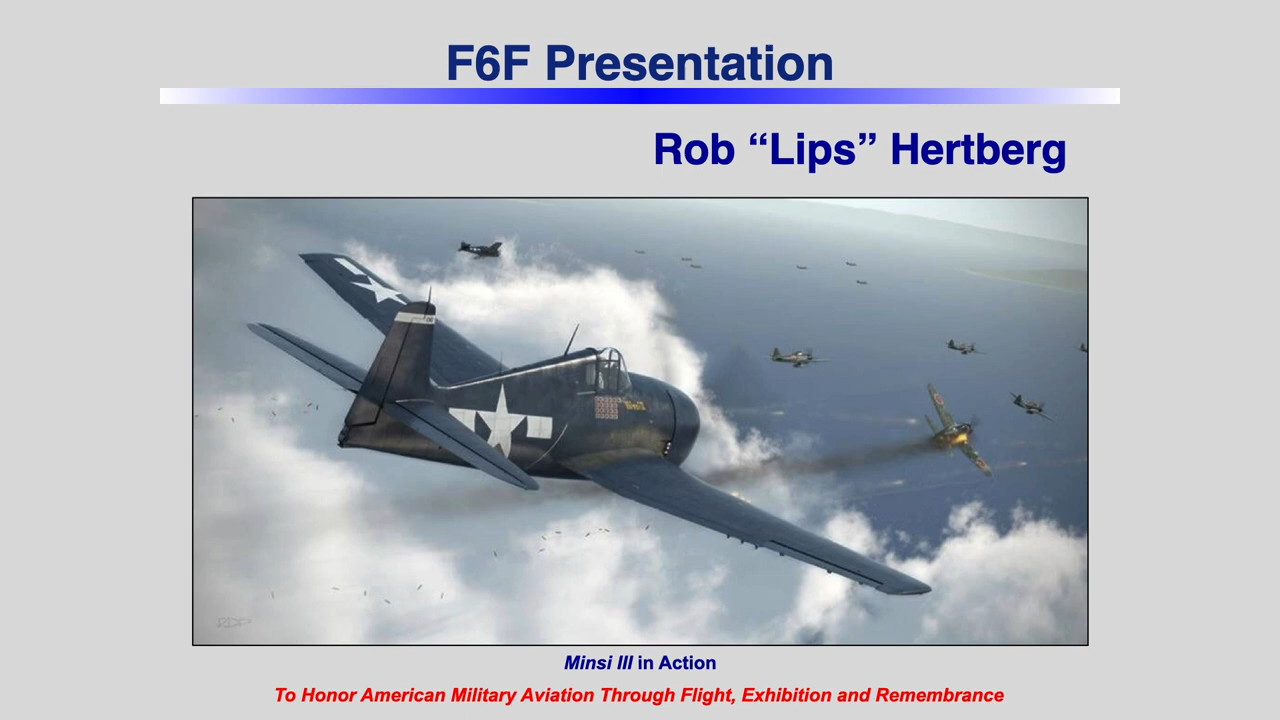 F6F Presentation
Rob “Lips” Hertberg
Minsi III in Action
To Honor American Military Aviation Through Flight, Exhibition and Remembrance